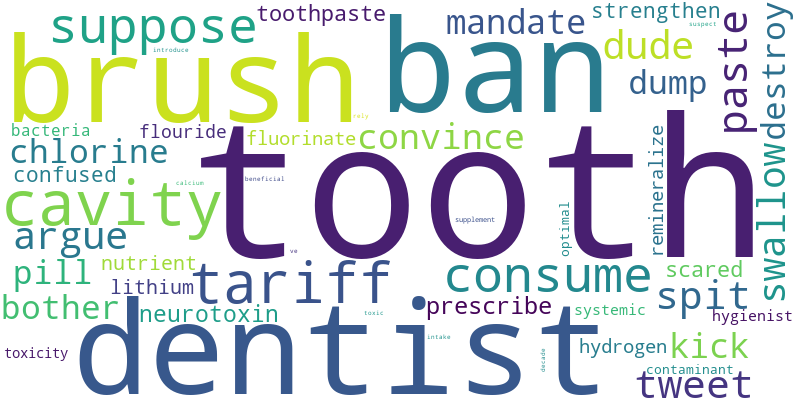 suppose
introduce
toothpaste
mandate
strengthen
suspect
brush
ban
dude
dump
paste
destroy
rely
bacteria
flouride
fluorinate
convince
chlorine
confused
calcium
beneficial
tooth
remineralize
swallow
cavity
supplement
optimal
argue
ve
pill
nutrient
lithium
tariff
consume
scared
spit
bother
neurotoxin
toxic
prescribe
systemic
hygienist
dentist
intake
decade
toxicity
hydrogen
kick
contaminant
tweet